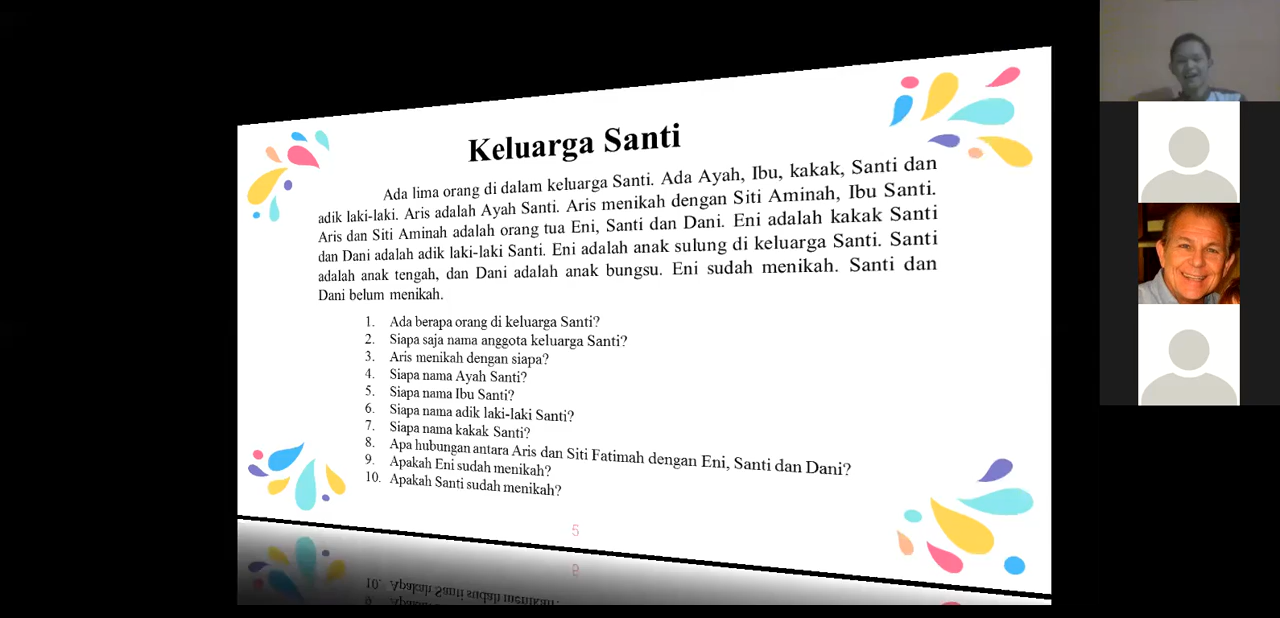 Keluarga Santi
Ada lima orang di dalam keluarga Santi. Ada Ayah, Ibu, kakak, Santi dan
adik laki-laki. Aris adalah Ayah Santi. Aris menikah dengan Siti Aminah, Ibu Santi.
Aris dan Siti Aminah adalah orang tua Eni, Santi dan Dani. Eni adalah kakak Santi
dan Dani adalah adik laki-laki Santi. Eni adalah anak sulung di keluarga Santi. Santi
adalah anak tengah, dan Dani adalah anak bungsu. Eni sudah menikah. Santi dan
Dani belum menikah.
1. Ada berapa orang di keluarga Santi?
2. Siapa saja nama anggota keluarga Santi?
3. Aris menikah dengan siapa?
4. Siapa nama Ayah Santi?
5. Siapa nama Ibu Santi?
6. Siapa nama adik laki-laki Santi?
7. Siapa nama kakak Santi?
8. Apa hubungan antara Aris dan Siti Fatimah dengan Eni, Santi dan Dani?
9. Apakah Eni sudah menikah?
10. Apakah Santi sudah menikah?
5